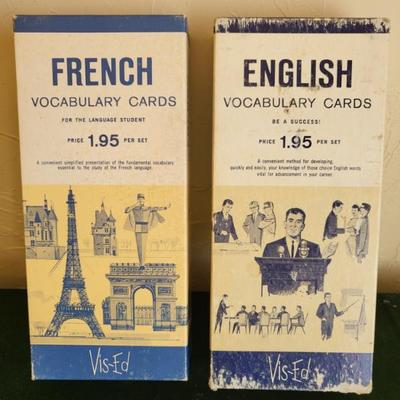 FRENCH
VOCABULARY CARDS
FOR THE LANGUAGE STUDENT
PRICE 1.95 PER SET
A convenient simplified presentation of the fundamental vocabulary
essential to the study of the French language.
Vis-Ed
ENGLISH
VOCABULARY CARDS
BE A SUCCESS!
PRICE 1.95 PER SET
A convenient method for developing,
quickly and easily, your knowledge of those choice English words
vital for advancement in your career.
Vis-Ed